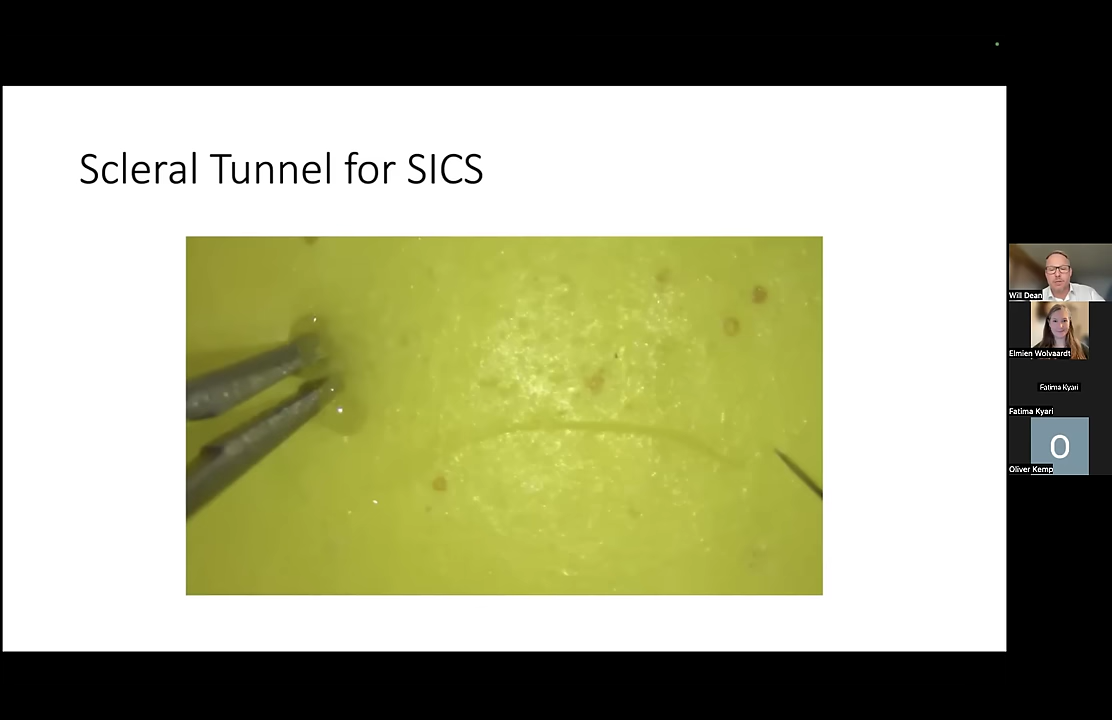 Scleral Tunnel for SICS
Will Dean
Elmien Wolvaardt
Fatima Kyari
Fatima Kyari
O
Oliver Kemp